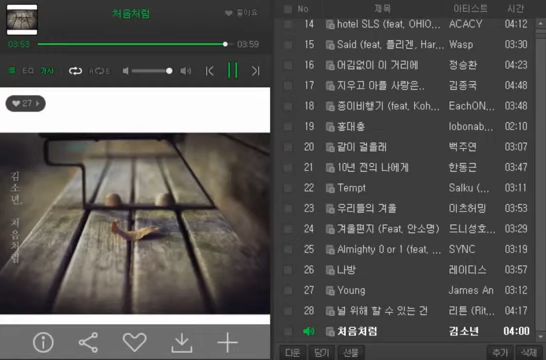 처음처럼
좋아요
03:53
03:59
EQ 가사
27
김소년, 처음처럼
No 제목 아티스트 시간
14 hotel SLS (feat, OHIO... ACACY 04:12
15 Said (feat, 플리겐, Har... Wasp 03:30
16 어김없이 이 거리에 정승환 04:23
17 지우고 아플 사랑은.. 김종국 04:48
18 종이비행기 (feat, Koh... EachON... 03:48
19 홍대충 lobonab... 02:10
20 같이 걸을래 백주연 03:07
21 10년 전의 나에게 한동근 03:47
22 Tempt Salku (... 03:11
23 우리들의 겨울 이츠허밍 03:53
24 겨울편지 (Feat, 안소명) 드니성호... 03:29
25 Almighty 0 or 1 (feat, ... SYNC 03:19
26 나방 레이디스 03:57
27 Young James An 03:12
28 널 위해 할 수 있는 건 리튼 (Rit,... 04:07
처음처럼 김소년 04:00
다운 담기 선물 추가 삭제